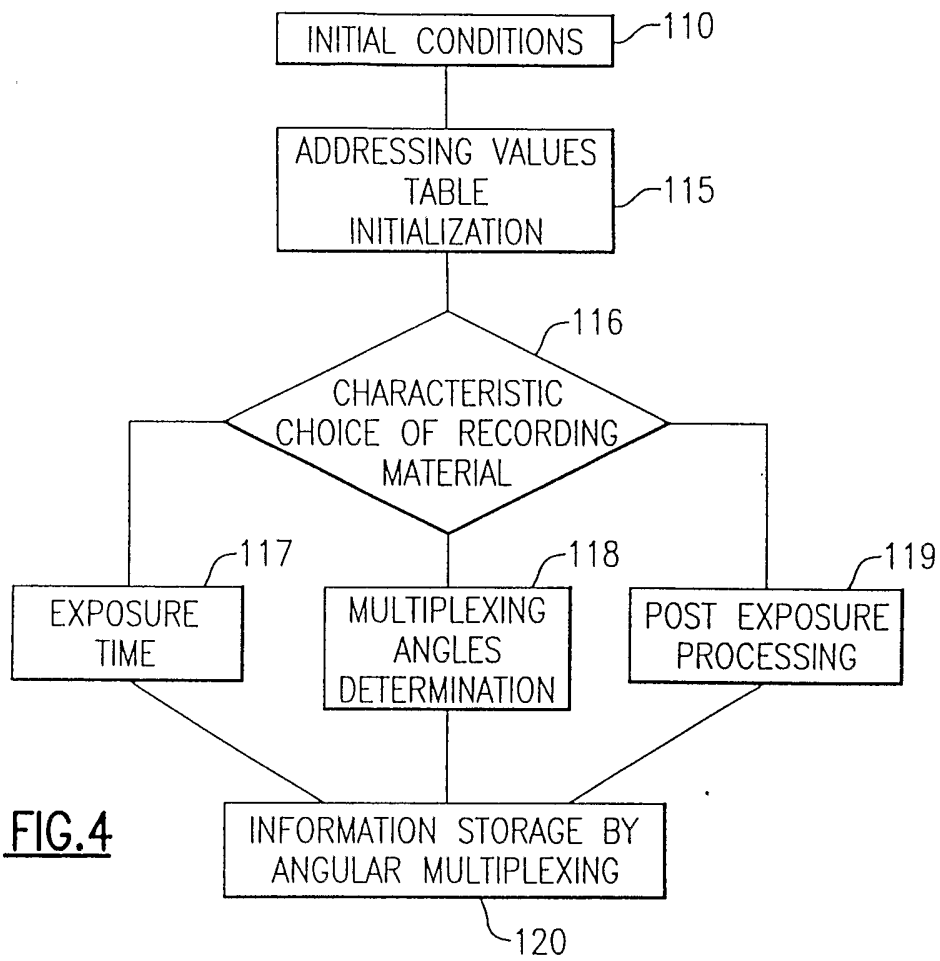 INITIAL CONDITIONS
110
ADDRESSING VALUES
TABLE
INITIALIZATION
115
116
CHARACTERISTIC
CHOICE OF RECORDING
MATERIAL
117
118
119
EXPOSURE
TIME
MULTIPLEXING
ANGLES
DETERMINATION
POST EXPOSURE
PROCESSING
FIG.4
INFORMATION STORAGE BY
ANGULAR MULTIPLEXING
120